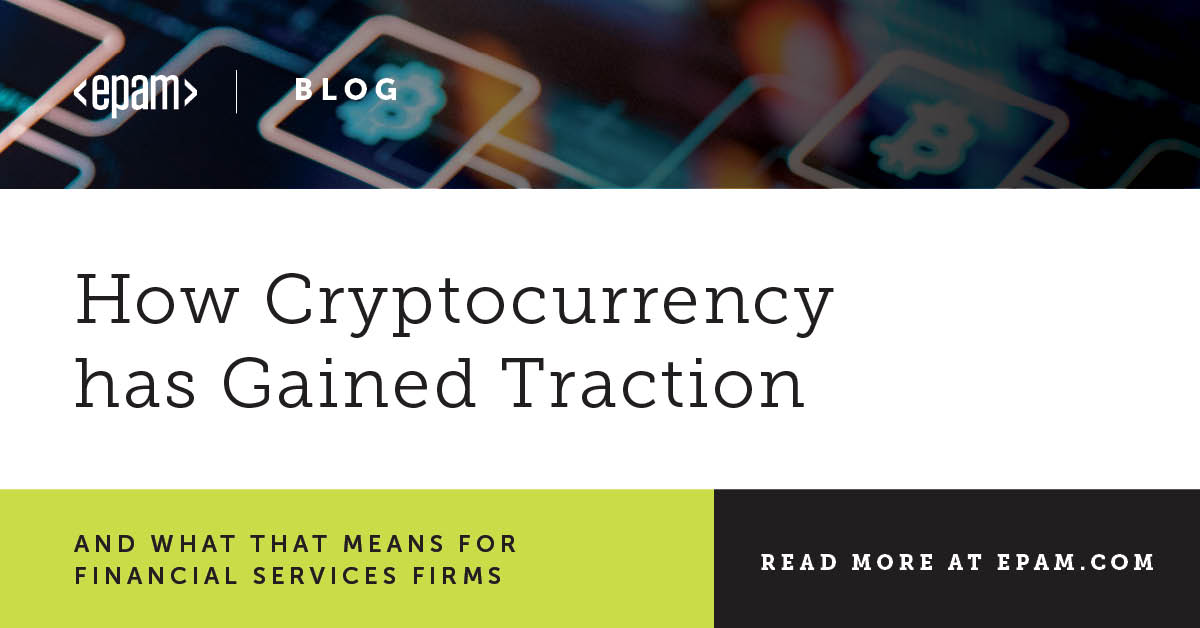 <epam> | BLOG
How Cryptocurrency
has Gained Traction
AND WHAT THAT MEANS FOR
FINANCIAL SERVICES FIRMS
READ MORE AT EPAM.COM